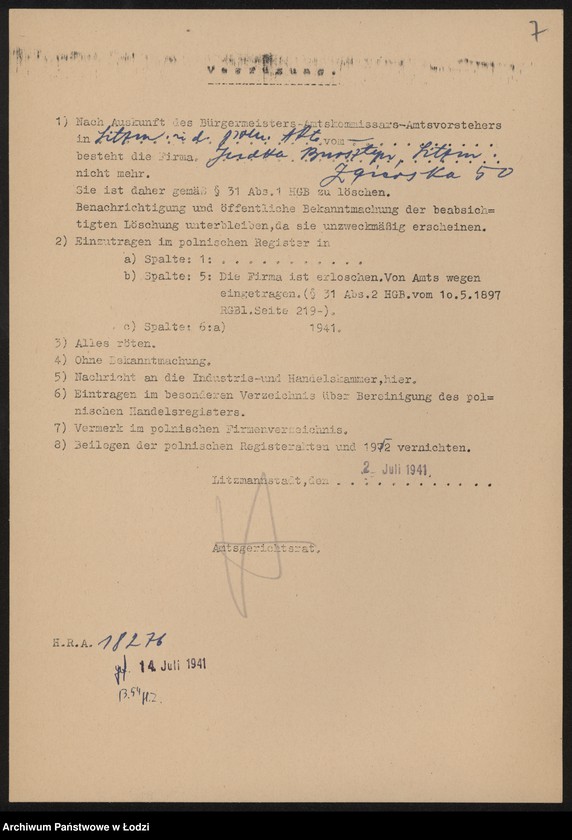 7
Verfügung.
1) Nach Auskunft des Bürgermeisters-Amtskommissars-Amtsvorstehers
in Litzm. i. d. poln. Akte vom . . . . . . . . .
besteht die Firma Bursztyn, Litzm.
nicht mehr. Zgierska 50
Sie ist daher gemäß § 31 Abs.1 HGB zu löschen.
Benachrichtigung und öffentliche Bekanntmachung der beabsich=
tigten Löschung unterbleiben,da sie unzweckmäßig erscheinen.
2) Einzutragen im polnischen Register in
a) Spalte: 1: . . . . . . . . . . . .
b) Spalte: 5: Die Firma ist erloschen.Von Amts wegen
eingetragen.(§ 31 Abs.2 HGB.vom 1o.5.1897
RGBl.Seite 219-).
c) Spalte: 6:a) 1941.
3) Alles röten.
4) Ohne Bekanntmachung.
5) Nachricht an die Industrie-und Handelskammer,hier.
6) Eintragen im besonderen Verzeichnis über Bereinigung des pol=
nischen Handelsregisters.
7) Vermerk im polnischen Firmenverzeichnis.
8) Beilegen der polnischen Registerakten und 1972 vernichten.
Litzmannstadt,den 2. Juli 1941.
Amtsgerichtsrat.
H.R.A. 18276
14. Juli 1941
Archiwum Państwowe w Łodzi